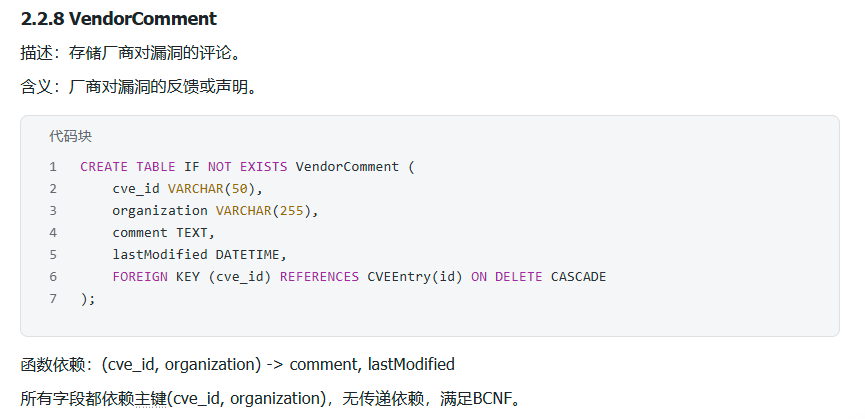 2.2.8 VendorComment
描述：存储厂商对漏洞的评论。
含义：厂商对漏洞的反馈或声明。
代码块
1 CREATE TABLE IF NOT EXISTS VendorComment (
2     cve_id VARCHAR(50),
3     organization VARCHAR(255),
4     comment TEXT,
5     lastModified DATETIME,
6     FOREIGN KEY (cve_id) REFERENCES CVEEntry(id) ON DELETE CASCADE
7 );
函数依赖：(cve_id, organization) -> comment, lastModified
所有字段都依赖主键(cve_id, organization)，无传递依赖，满足BCNF。